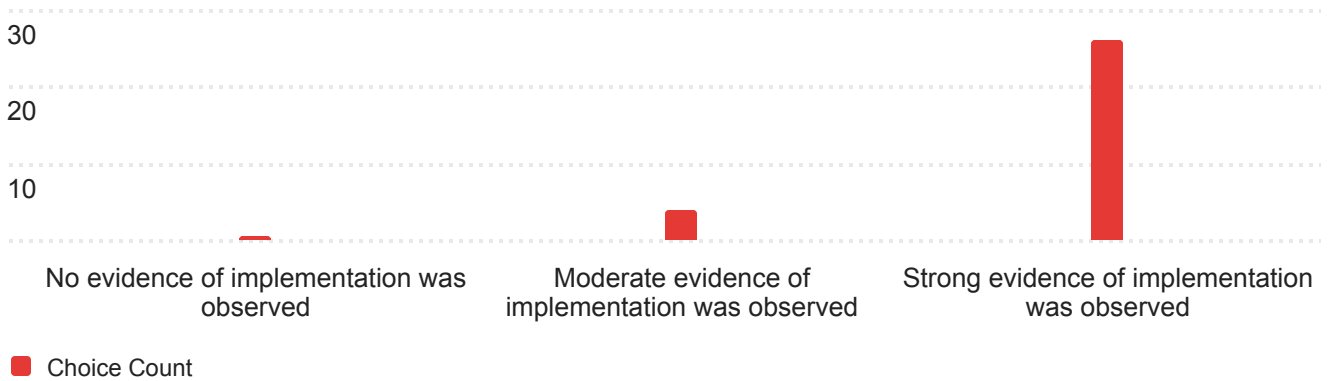 30
20
10
No evidence of implementation was
observed
Moderate evidence of
implementation was observed
Strong evidence of implementation
was observed
Choice Count